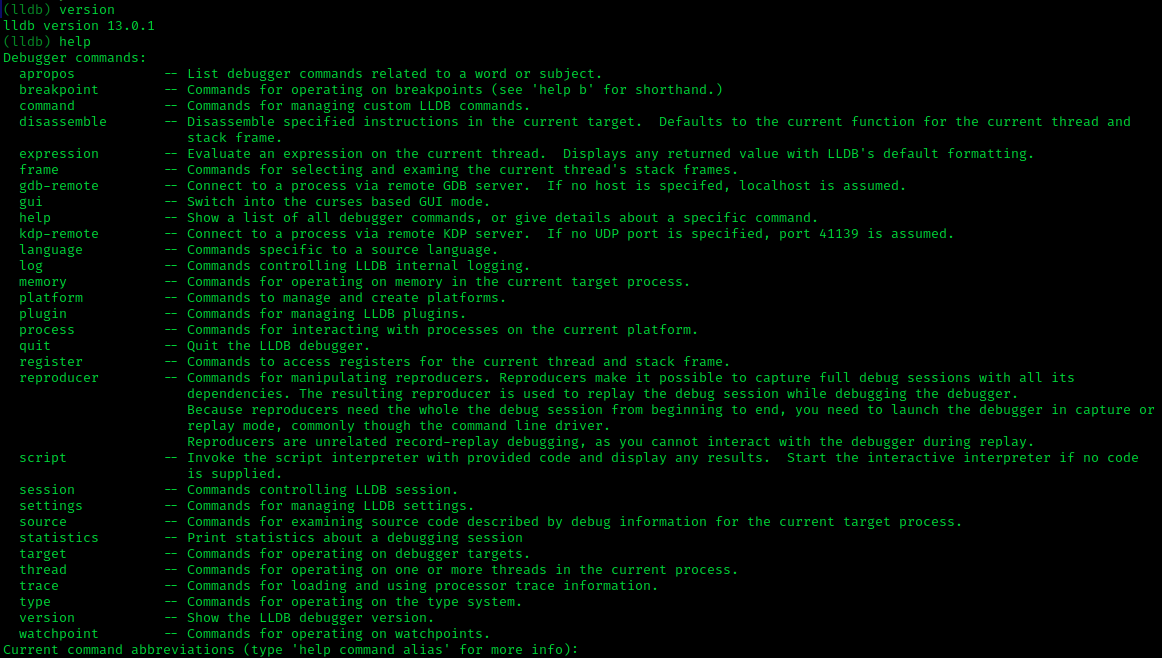 (lldb) version
lldb version 13.0.1
(lldb) help
Debugger commands:
  apropos           -- List debugger commands related to a word or subject.
  breakpoint        -- Commands for operating on breakpoints (see 'help b' for shorthand.)
  command           -- Commands for managing custom LLDB commands.
  disassemble       -- Disassemble specified instructions in the current target.  Defaults to the current function for the current thread and
                       stack frame.
  expression        -- Evaluate an expression on the current thread.  Displays any returned value with LLDB's default formatting.
  frame             -- Commands for selecting and examing the current thread's stack frames.
  gdb-remote        -- Connect to a process via remote GDB server.  If no host is specifed, localhost is assumed.
  gui               -- Switch into the curses based GUI mode.
  help              -- Show a list of all debugger commands, or give details about a specific command.
  kdp-remote        -- Connect to a process via remote KDP server.  If no UDP port is specified, port 41139 is assumed.
  language          -- Commands specific to a source language.
  log               -- Commands controlling LLDB internal logging.
  memory            -- Commands for operating on memory in the current target process.
  platform          -- Commands to manage and create platforms.
  plugin            -- Commands for managing LLDB plugins.
  process           -- Commands for interacting with processes on the current platform.
  quit              -- Quit the LLDB debugger.
  register          -- Commands to access registers for the current thread and stack frame.
  reproducer        -- Commands for manipulating reproducers. Reproducers make it possible to capture full debug sessions with all its
                       dependencies. The resulting reproducer is used to replay the debug session while debugging the debugger.
                       Because reproducers need the whole the debug session from beginning to end, you need to launch the debugger in capture or
                       replay mode, commonly though the command line driver.
                       Reproducers are unrelated record-replay debugging, as you cannot interact with the debugger during replay.
  script            -- Invoke the script interpreter with provided code and display any results.  Start the interactive interpreter if no code
                       is supplied.
  session           -- Commands controlling LLDB session.
  settings          -- Commands for managing LLDB settings.
  source            -- Commands for examining source code described by debug information for the current target process.
  statistics        -- Print statistics about a debugging session
  target            -- Commands for operating on debugger targets.
  thread            -- Commands for operating on one or more threads in the current process.
  trace             -- Commands for loading and using processor trace information.
  type              -- Commands for operating on the type system.
  version           -- Show the LLDB debugger version.
  watchpoint        -- Commands for operating on watchpoints.
Current command abbreviations (type 'help command alias' for more info):